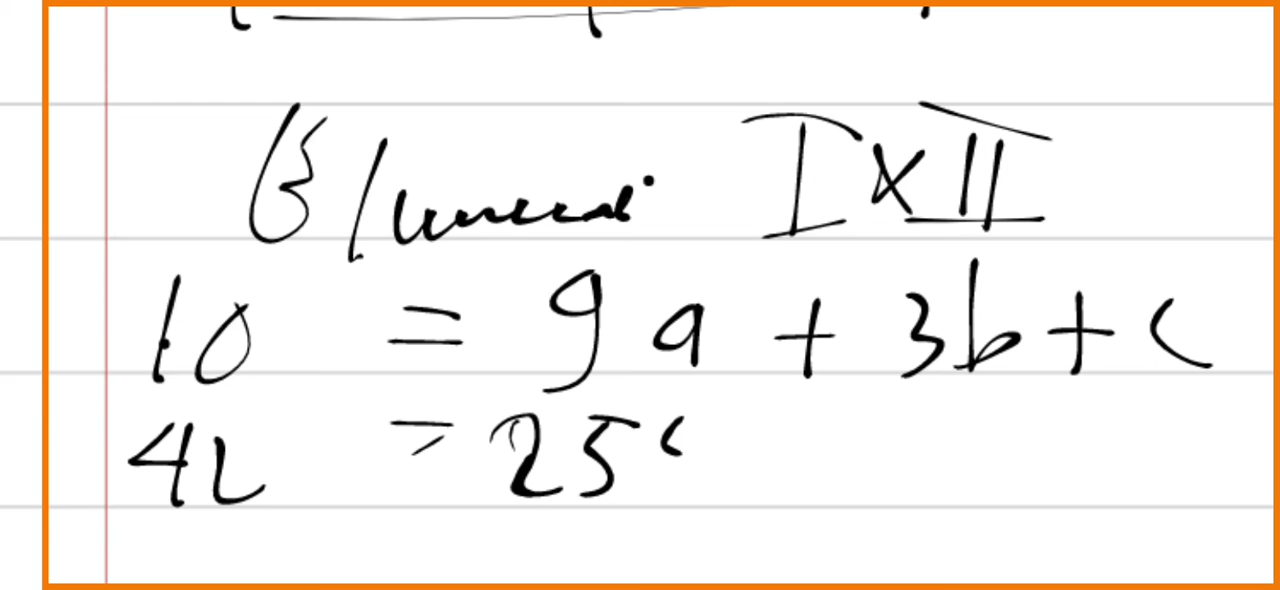 I x II
10 = 9a + 3b + c
42 = 25